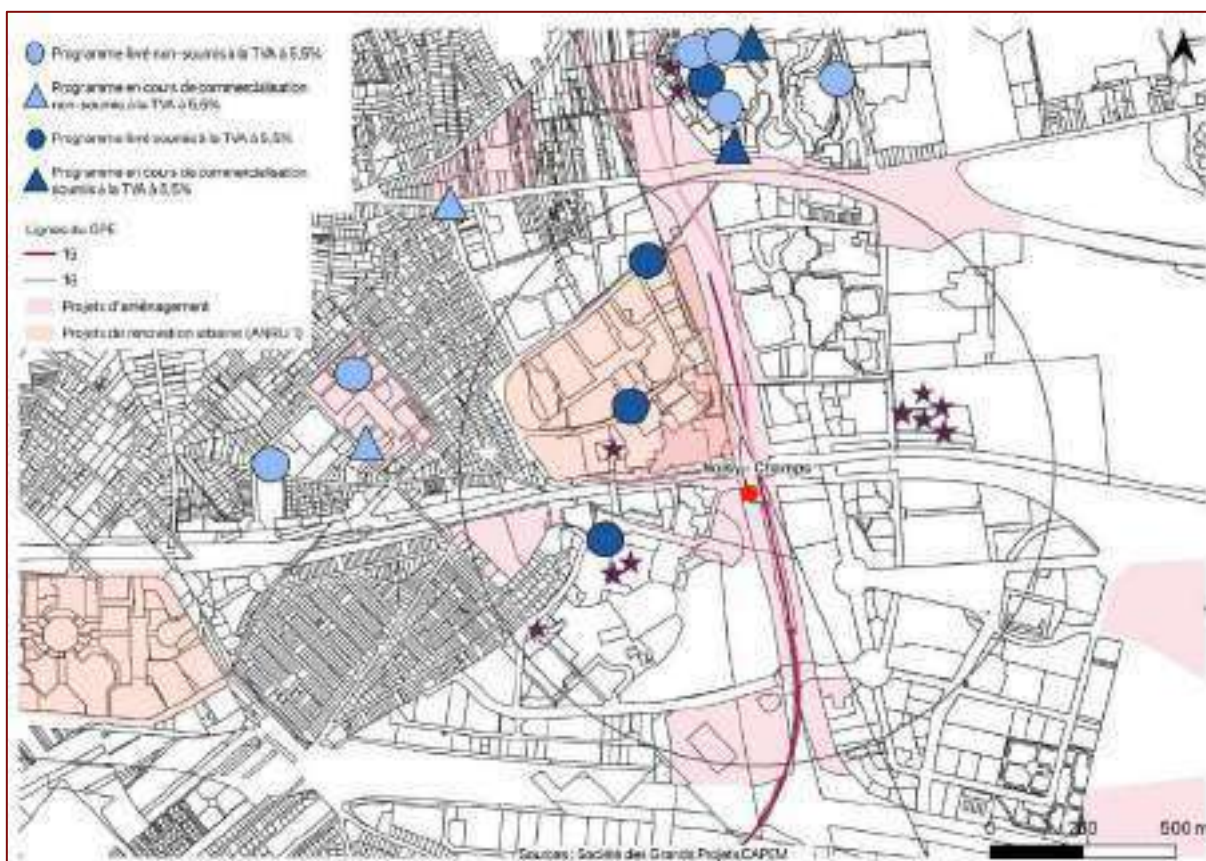 Programme livré non-soumis à la TVA à 5,5%
Programme en cours de commercialisation
non-soumis à la TVA à 5,5%
Programme livré soumis à la TVA à 5,5%
Programme en cours de commercialisation
soumis à la TVA à 5,5%
Lignes du GPE
15
16
Projets d'aménagement
Projets de rénovation urbaine (ANRU 1)
Noisy - Champs
0 250 500 m
Sources : Société des Grands Projets CAPEM